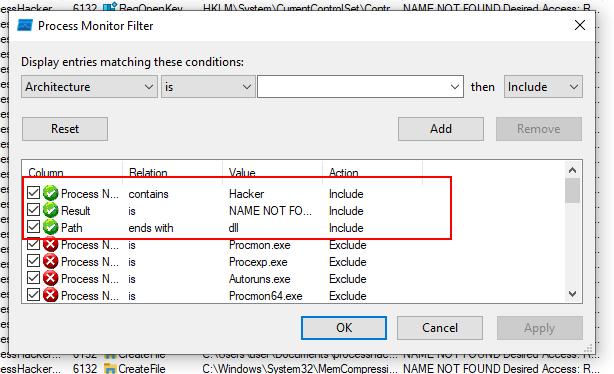 essHacker... 6132 RegOpenKey HKLM\System\CurrentControlSet\Contr... NAME NOT FOUND Desired Access: R...
Process Monitor Filter
Display entries matching these conditions:
Architecture is then Include
Reset Add Remove
Column Relation Value Action
Process N... contains Hacker Include
Result is NAME NOT FO... Include
Path ends with dll Include
Process N... is Procmon.exe Exclude
Process N... is Procexp.exe Exclude
Process N... is Autoruns.exe Exclude
Process N... is Procmon64.exe Exclude
OK Cancel Apply
6132 CreateFile C:\Users\user\Documents\processhac... NAME NOT FOUND Desired Access: R...
essHacker... 6132 CreateFile C:\Windows\System32\MemCompressi... NAME NOT FOUND Desired Access: R...